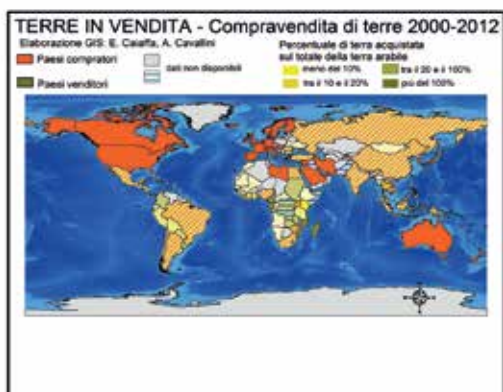 TERRE IN VENDITA - Compravendita di terre 2000-2012
Elaborazione GIS: E. Caiaffa, A. Cavallini
Paesi compratori
Paesi venditori
dati non disponibili
Percentuale di terra acquistata
sul totale della terra arabile
meno del 10%
tra il 10 e il 20%
tra il 20 e il 100%
più del 100%